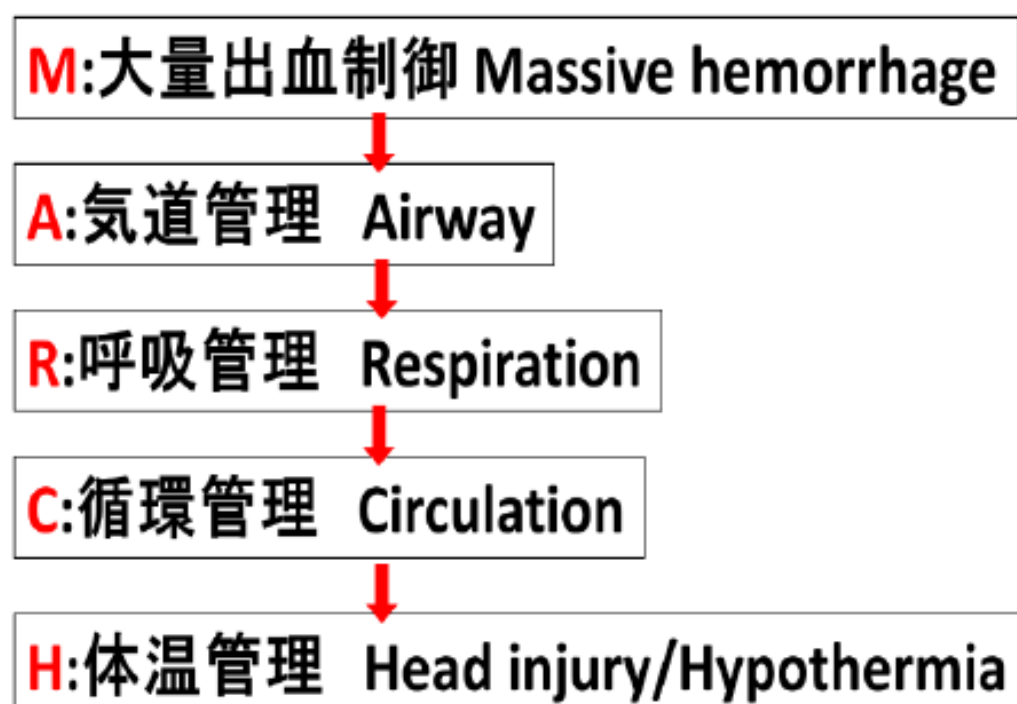 M:大量出血制御 Massive hemorrhage
A:気道管理 Airway
R:呼吸管理 Respiration
C:循環管理 Circulation
H:体温管理 Head injury/Hypothermia